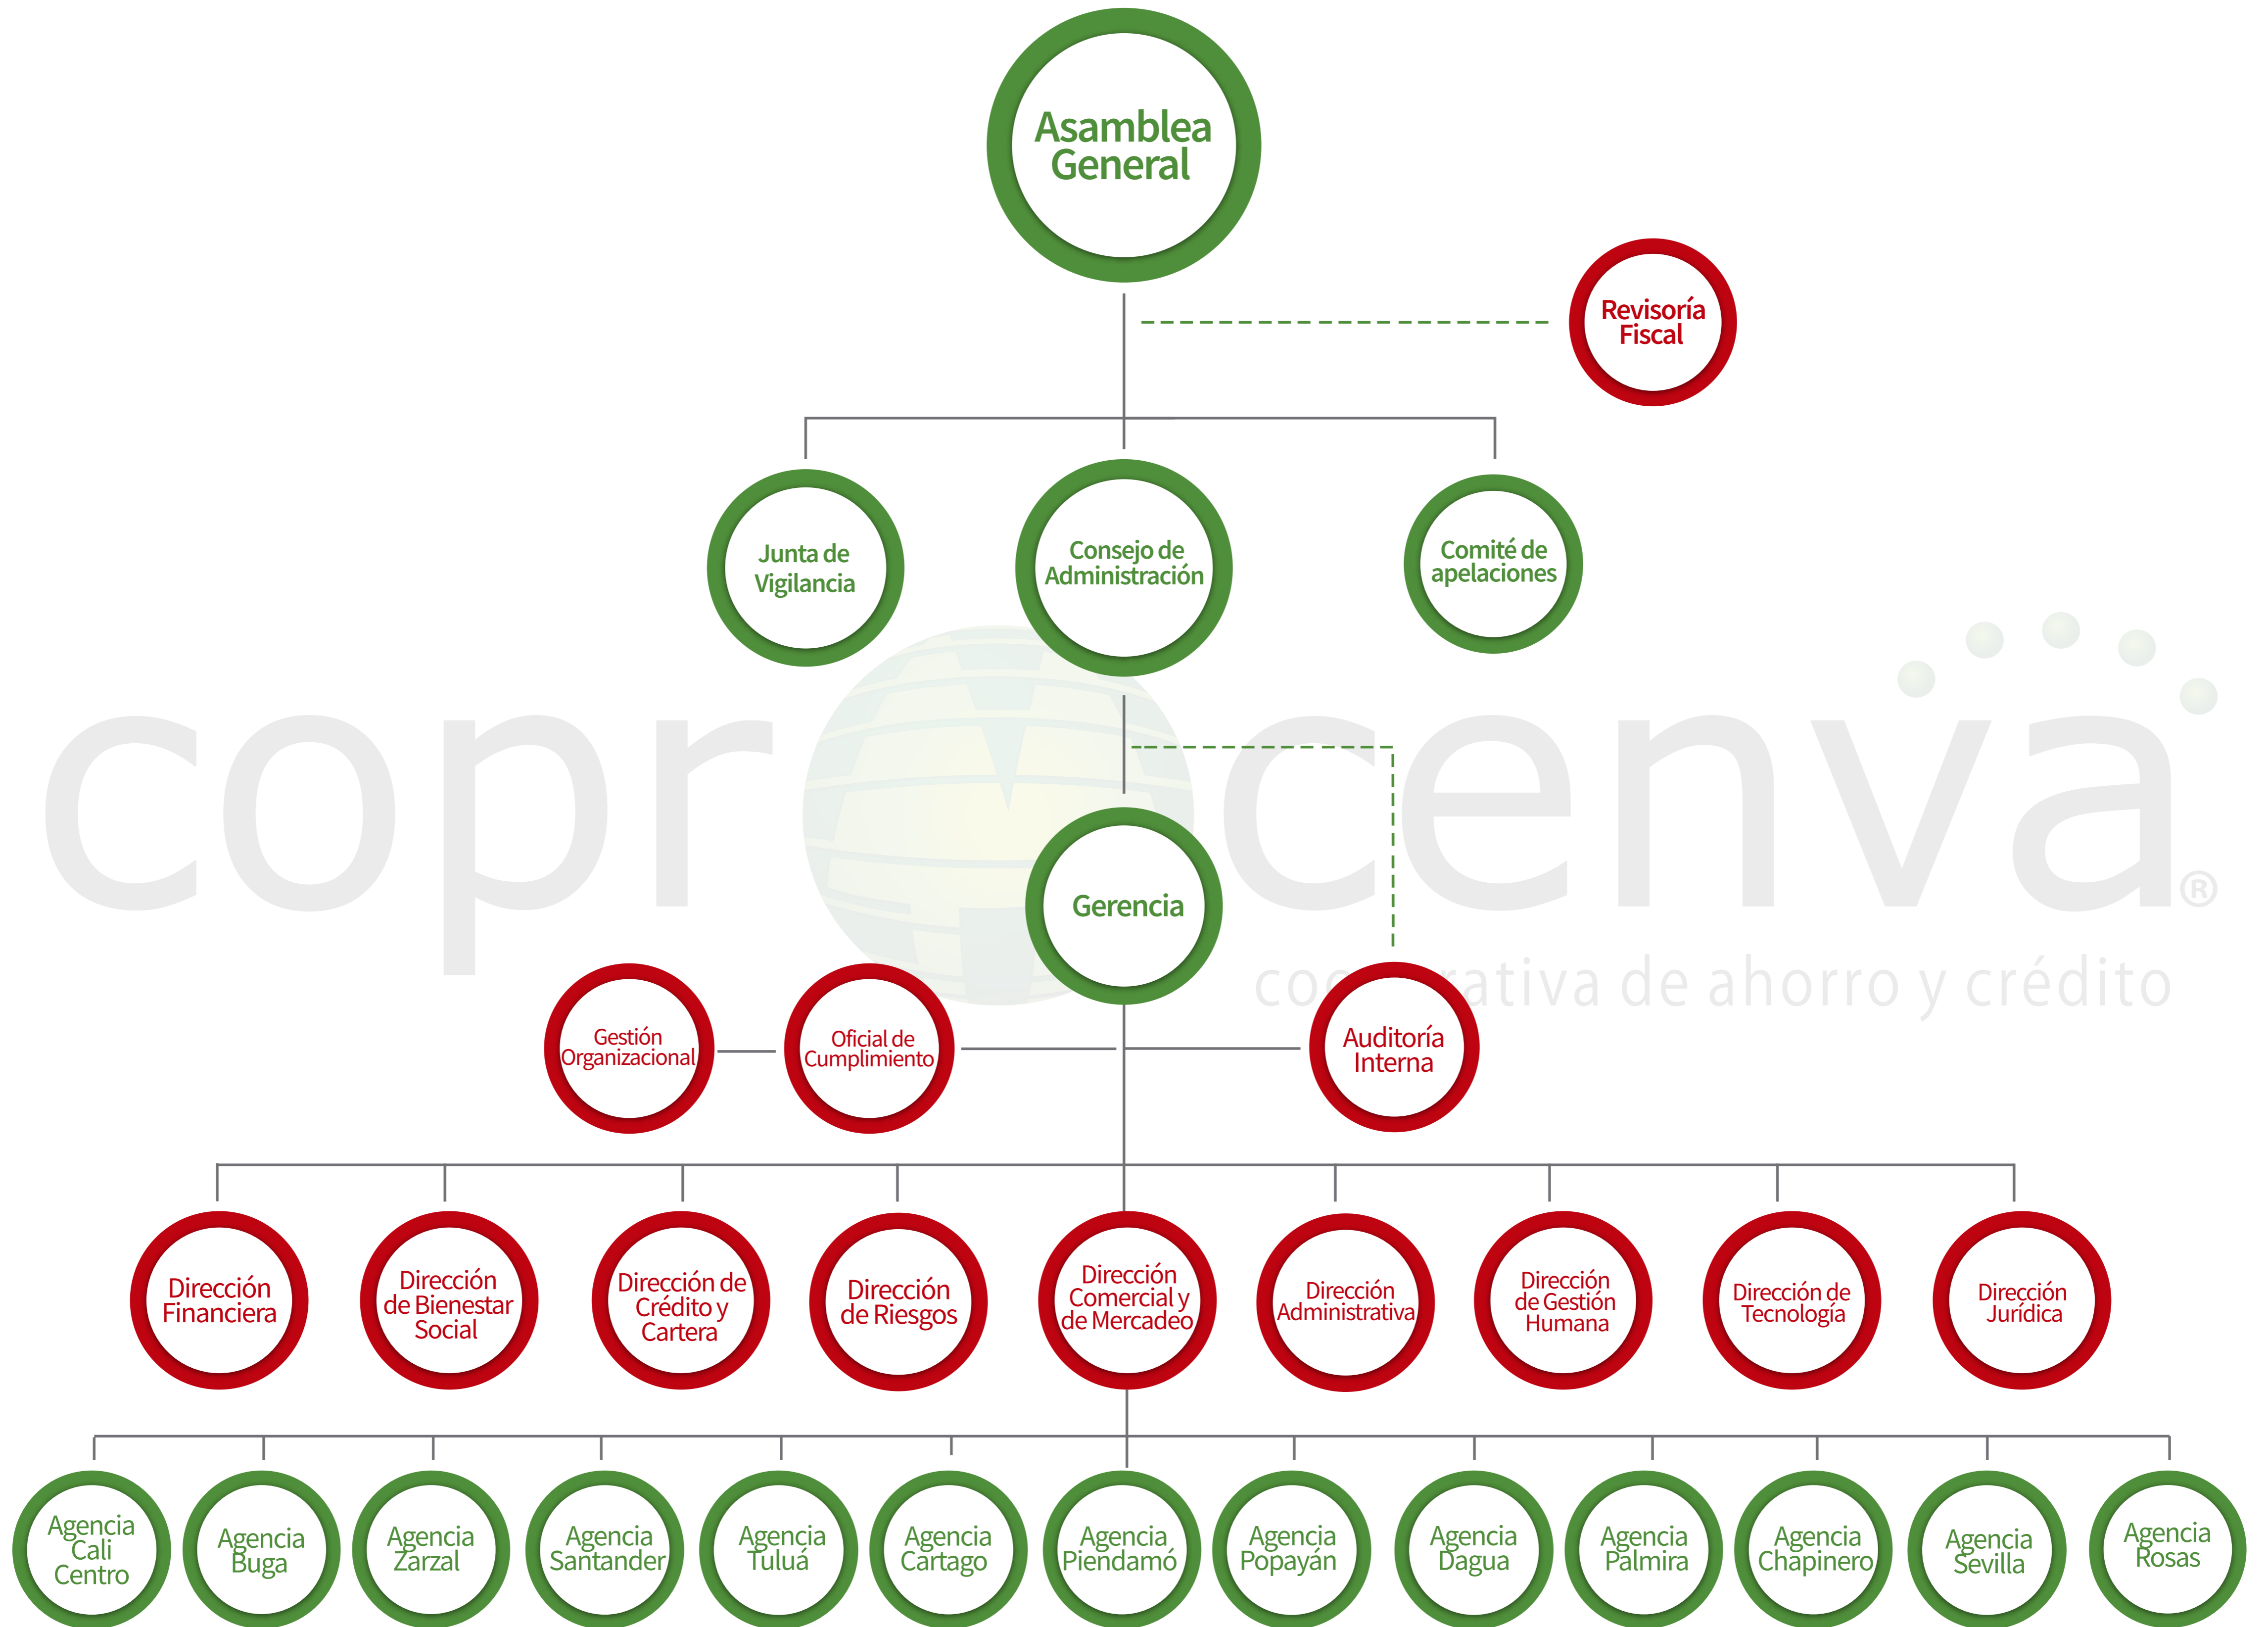 Asamblea
General
Revisoría
Fiscal
Junta de
Vigilancia
Consejo de
Administración
Comité de
apelaciones
copr cenva®
Gerencia
cooperativa de ahorro y crédito
Gestión
Organizacional
Oficial de
Cumplimiento
Auditoría
Interna
Dirección
Financiera
Dirección
de Bienestar
Social
Dirección de
Crédito y
Cartera
Dirección
de Riesgos
Dirección
Comercial y
de Mercadeo
Dirección
Administrativa
Dirección
de Gestión
Humana
Dirección de
Tecnología
Dirección
Jurídica
Agencia
Cali
Centro
Agencia
Buga
Agencia
Zarzal
Agencia
Santander
Agencia
Tuluá
Agencia
Cartago
Agencia
Piendamó
Agencia
Popayán
Agencia
Dagua
Agencia
Palmira
Agencia
Chapinero
Agencia
Sevilla
Agencia
Rosas